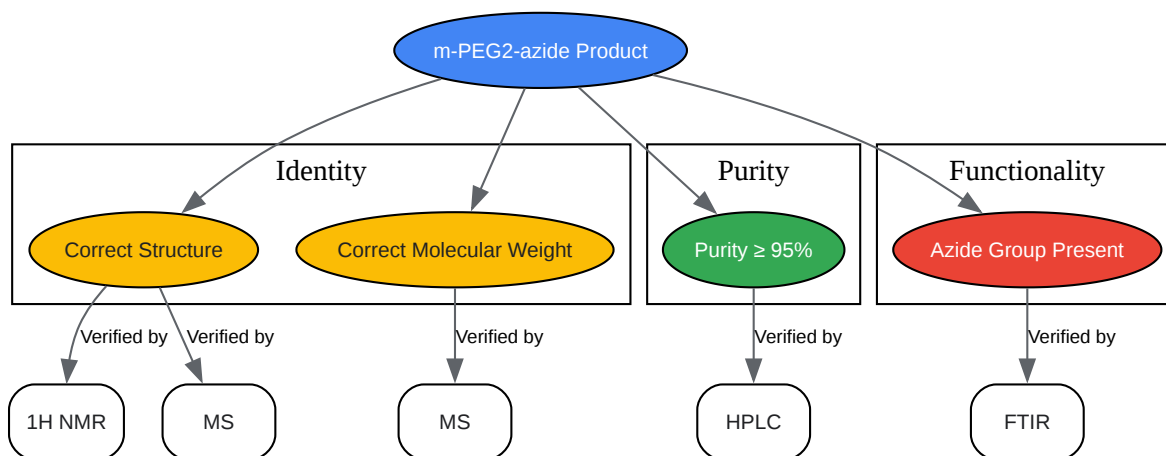 m-PEG2-azide Product
Identity
Purity
Functionality
Correct Structure
Correct Molecular Weight
Purity ≥ 95%
Azide Group Present
Verified by
Verified by
Verified by
Verified by
Verified by
1H NMR
MS
MS
HPLC
FTIR